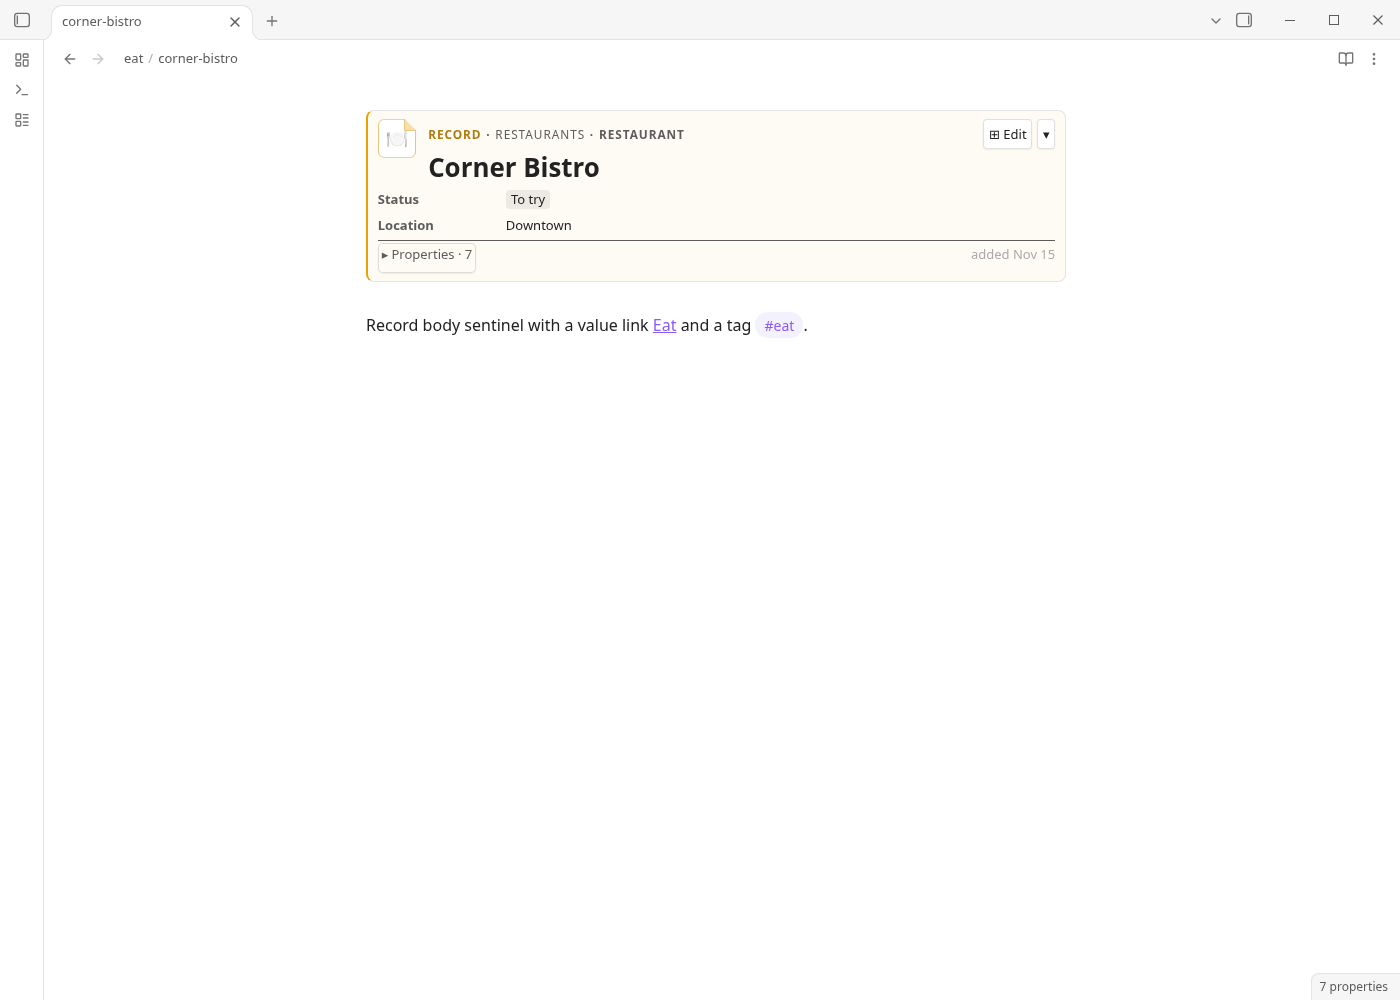 corner-bistro
eat / corner-bistro
RECORD · RESTAURANTS · RESTAURANT
Edit
Corner Bistro
Status To try
Location Downtown
Properties · 7 added Nov 15
Record body sentinel with a value link Eat and a tag #eat.
7 properties